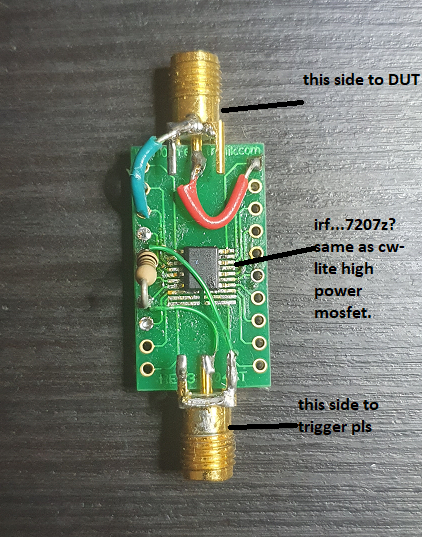 this side to DUT
irf...7207z?
same as cw-
lite high
power
mosfet.
this side to
trigger pls